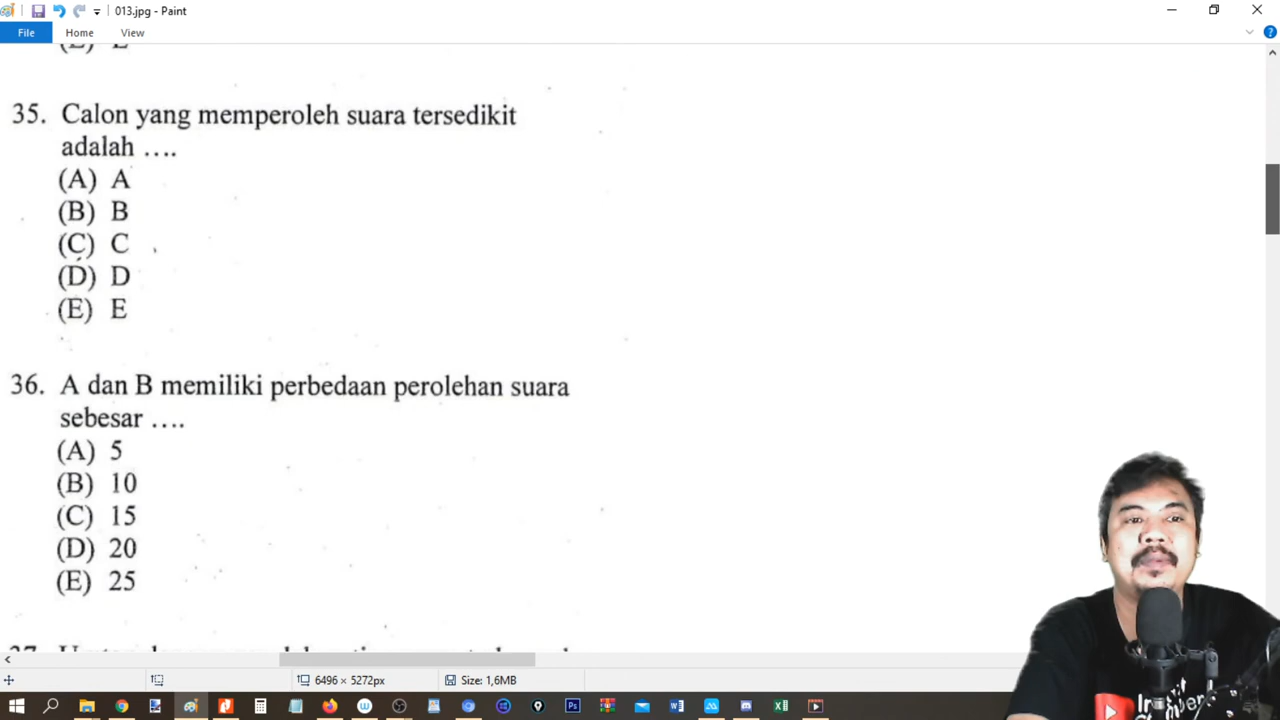 013.jpg - Paint
File Home View
35. Calon yang memperoleh suara tersedikit
adalah ....
(A) A
(B) B
(C) C
(D) D
(E) E
36. A dan B memiliki perbedaan perolehan suara
sebesar ....
(A) 5
(B) 10
(C) 15
(D) 20
(E) 25
6496 × 5272px
Size: 1,6MB